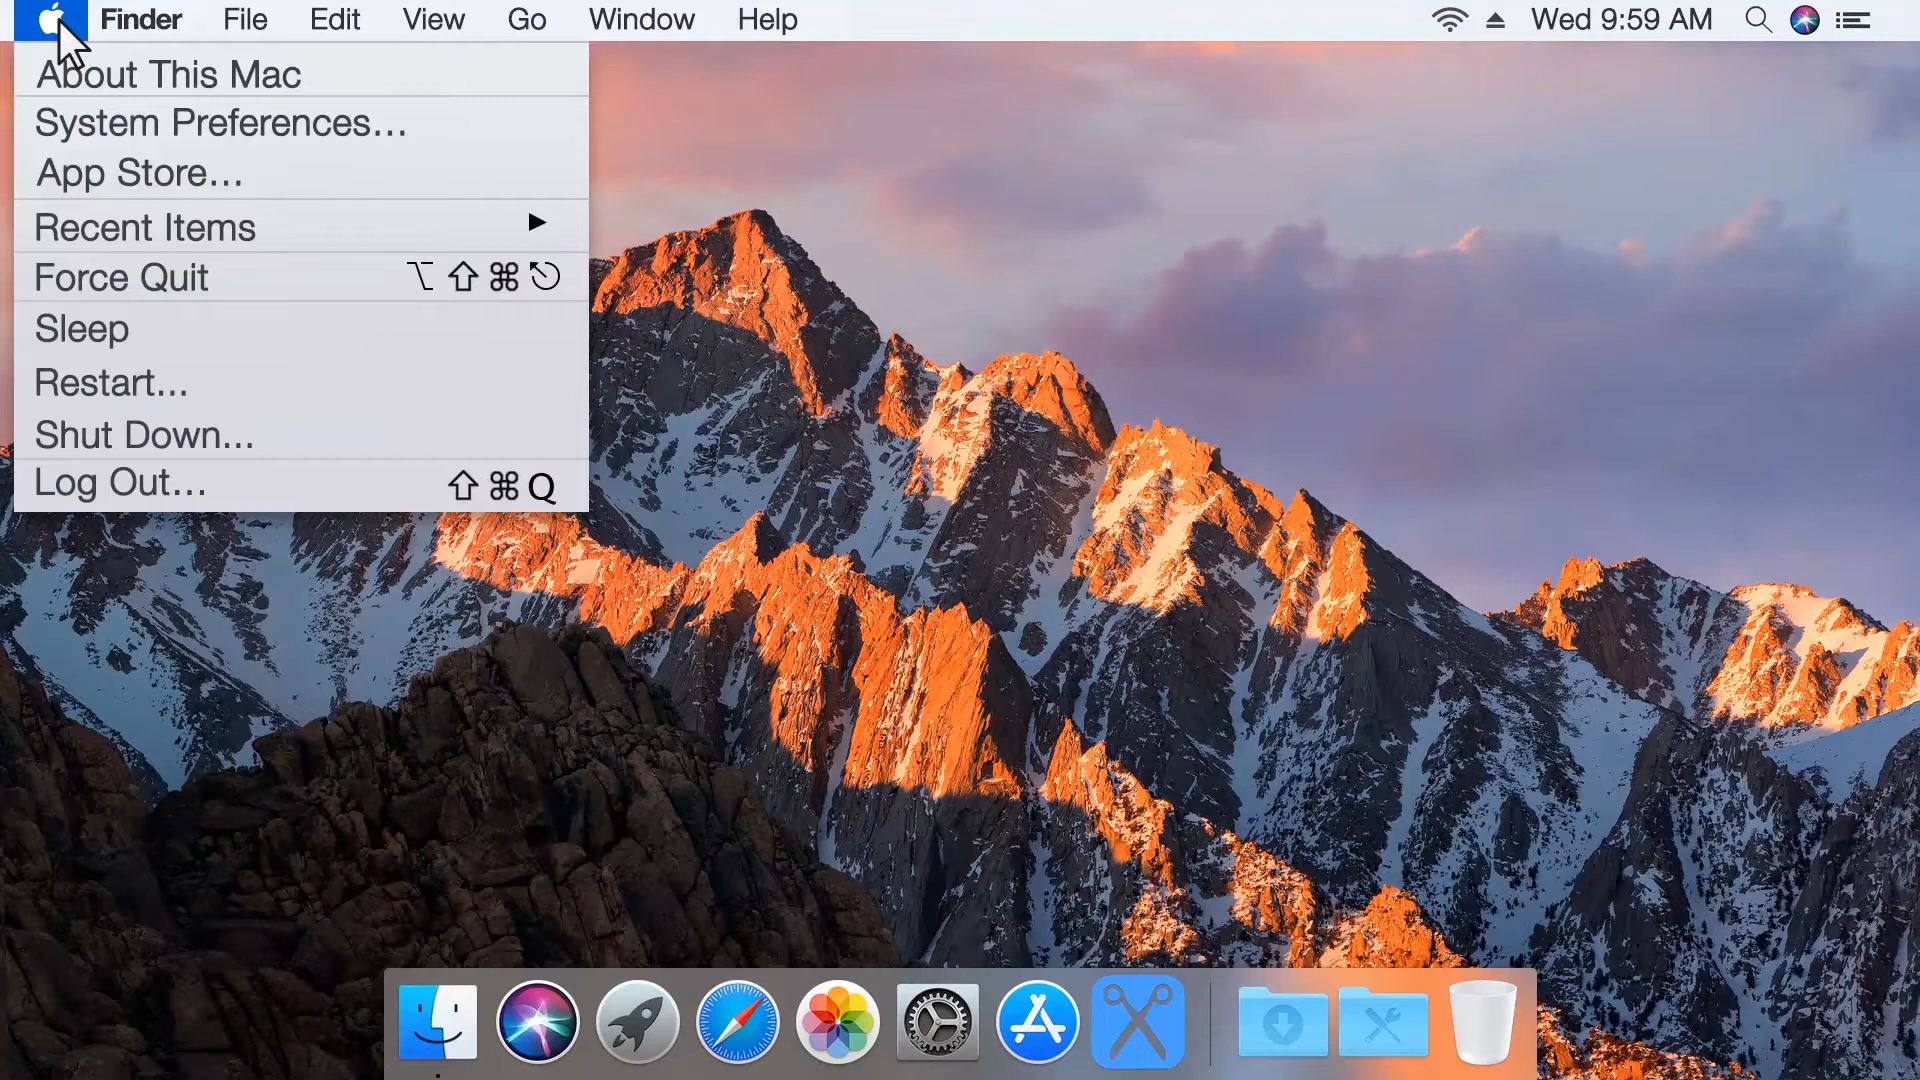 Finder File Edit View Go Window Help Wed 9:59 AM
About This Mac
System Preferences...
App Store...
Recent Items ▶
Force Quit ⌥⇧⌘⎋
Sleep
Restart...
Shut Down...
Log Out... ⇧⌘Q